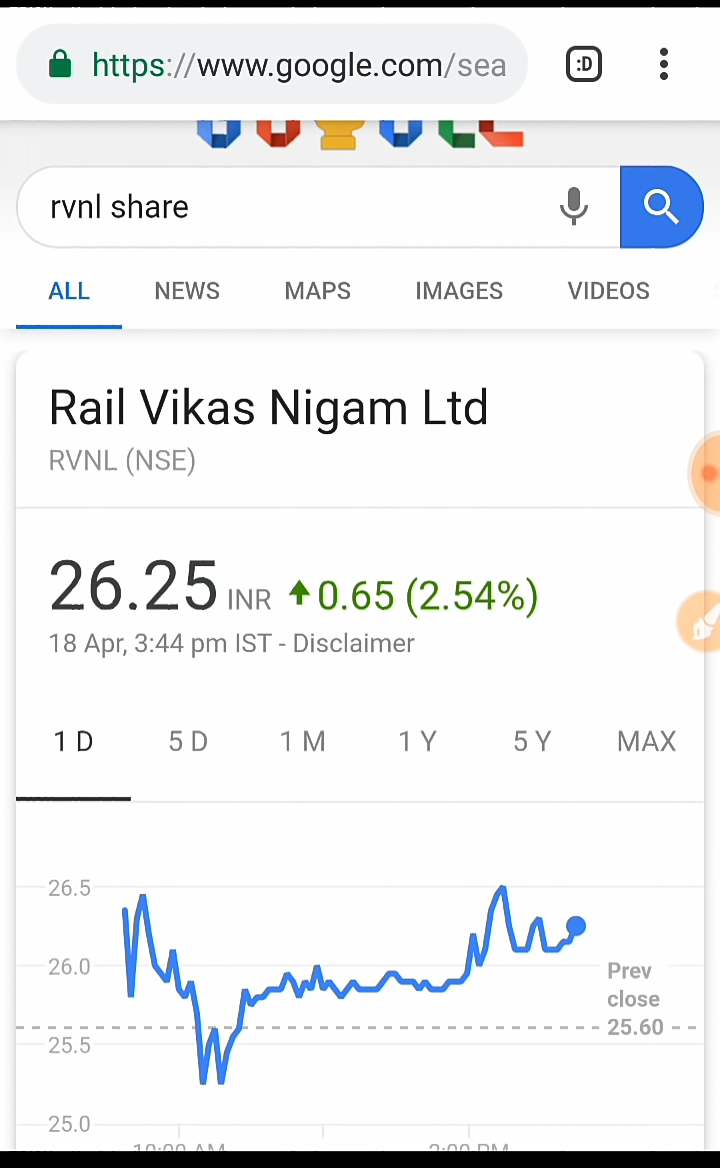 https://www.google.com/sea
:D
rvnl share
ALL NEWS MAPS IMAGES VIDEOS
Rail Vikas Nigam Ltd
RVNL (NSE)
26.25 INR 0.65 (2.54%)
18 Apr, 3:44 pm IST - Disclaimer
1 D 5 D 1 M 1 Y 5 Y MAX
26.5
26.0
Prev
close
25.60
25.5
25.0